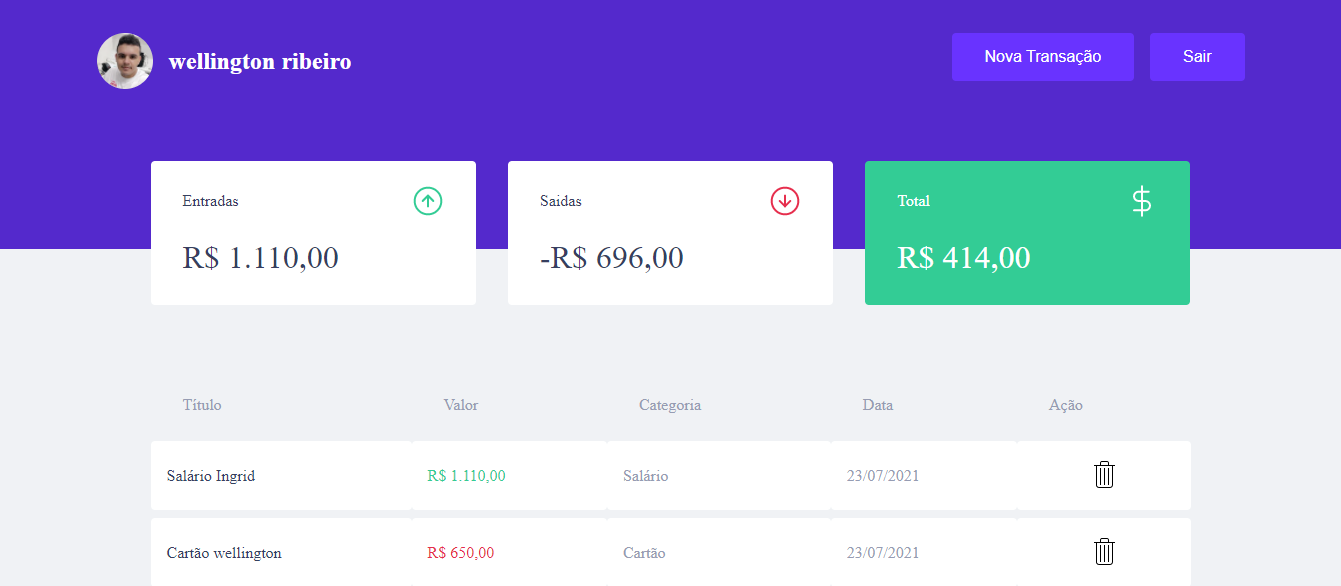 wellington ribeiro
Nova Transação Sair
Entradas Saidas Total
R$ 1.110,00 -R$ 696,00 R$ 414,00
Título Valor Categoria Data Ação
Salário Ingrid R$ 1.110,00 Salário 23/07/2021
Cartão wellington R$ 650,00 Cartão 23/07/2021